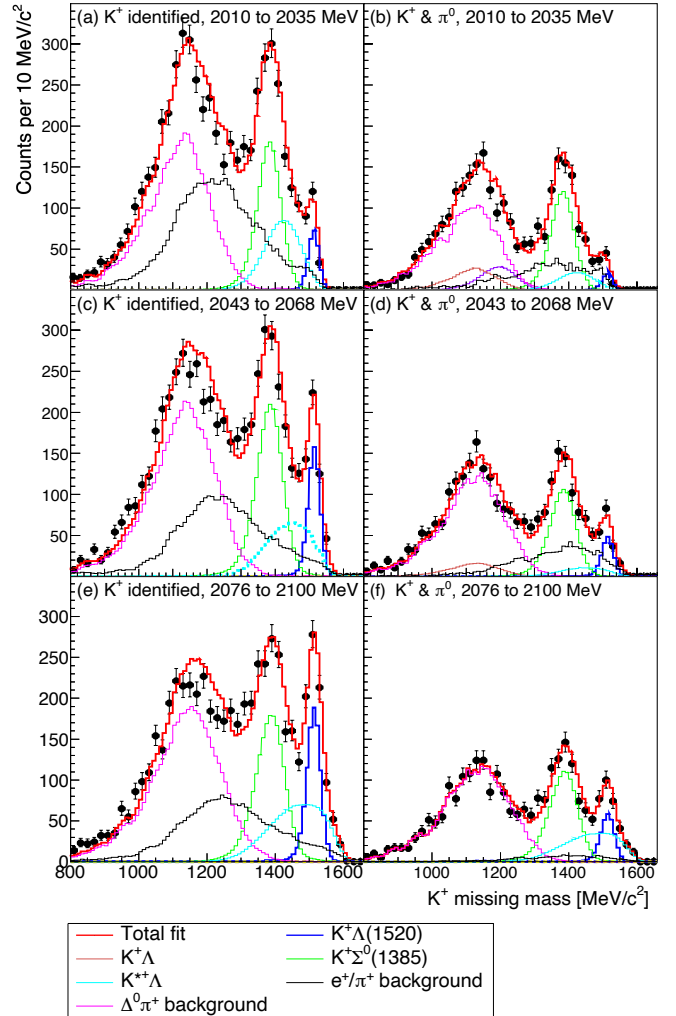 Counts per 10 MeV/c²
(a) K⁺ identified, 2010 to 2035 MeV
(b) K⁺ & π⁰, 2010 to 2035 MeV
300
250
200
150
100
50
(c) K⁺ identified, 2043 to 2068 MeV
(d) K⁺ & π⁰, 2043 to 2068 MeV
300
250
200
150
100
50
(e) K⁺ identified, 2076 to 2100 MeV
(f) K⁺ & π⁰, 2076 to 2100 MeV
300
250
200
150
100
50
0
800 1000 1200 1400 1600 1000 1200 1400 1600
K⁺ missing mass [MeV/c²]
Total fit
K⁺Λ
K*⁺Λ
Δ⁰π⁺ background
K⁺Λ(1520)
K⁺Σ⁰(1385)
e⁺/π⁺ background